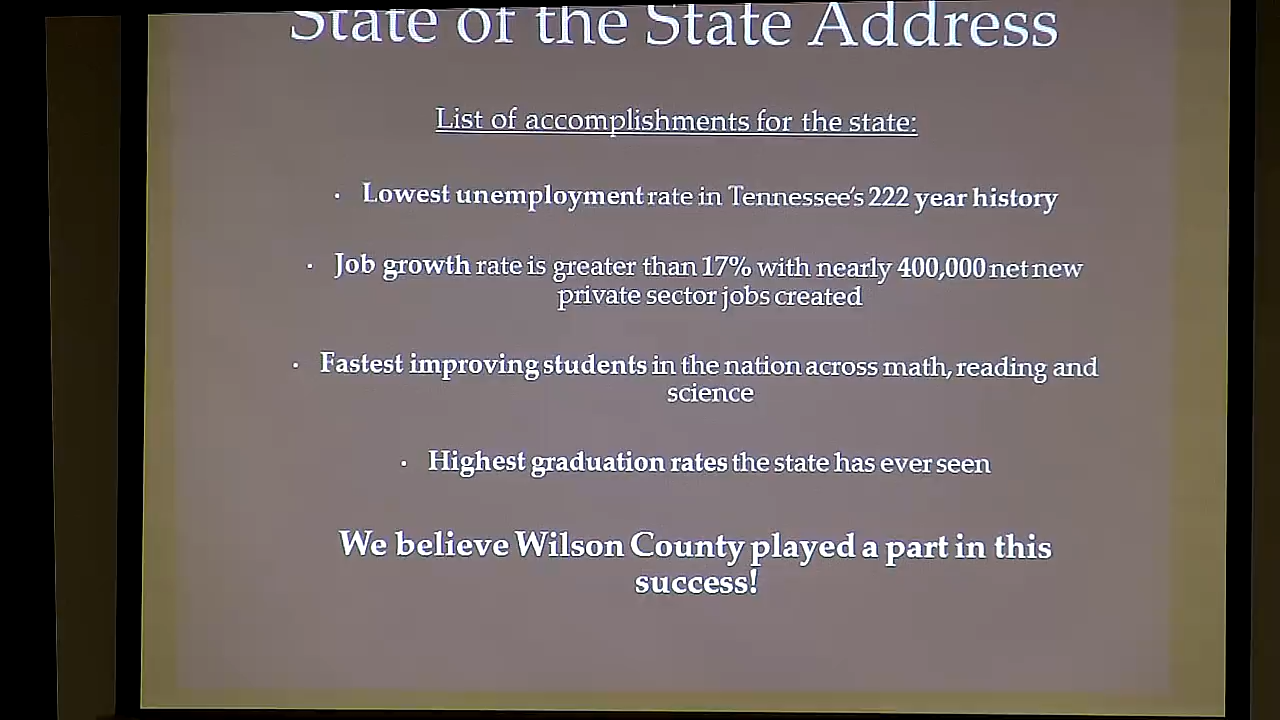 State of the State Address
List of accomplishments for the state:
· Lowest unemployment rate in Tennessee's 222 year history
· Job growth rate is greater than 17% with nearly 400,000 net new
private sector jobs created
· Fastest improving students in the nation across math, reading and
science
· Highest graduation rates the state has ever seen
We believe Wilson County played a part in this
success!